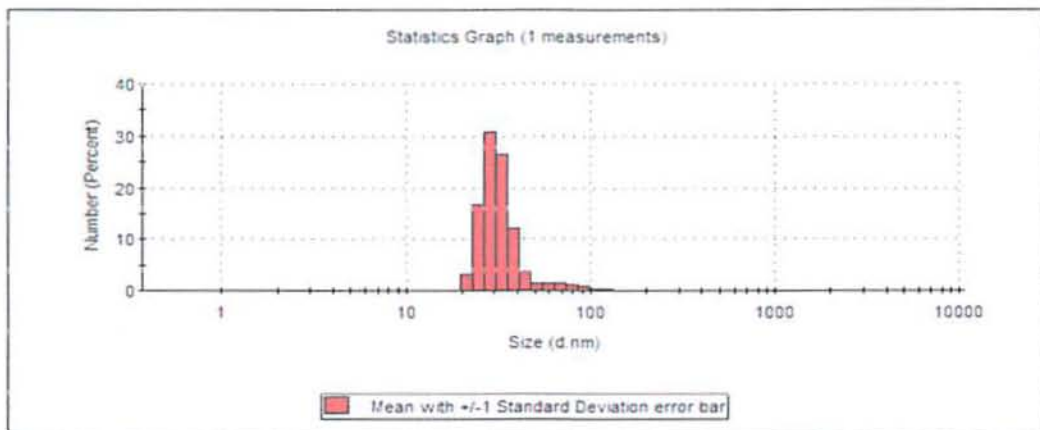 Statistics Graph (1 measurements)
40
30
20
10
0
Number (Percent)
1 10 100 1000 10000
Size (d.nm)
Mean with +/-1 Standard Deviation error bar